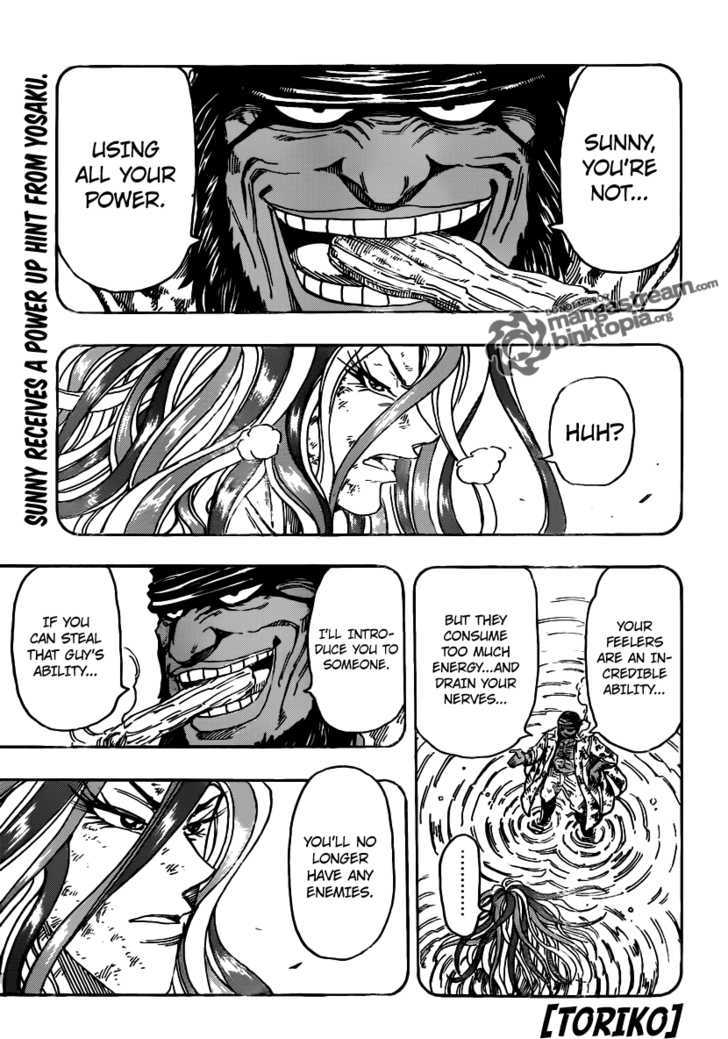 SUNNY RECEIVES A POWER UP HINT FROM YOSAKU.
SUNNY,
YOU'RE
NOT...
USING
ALL YOUR
POWER.
DO NOT
mangastream.com
binktopia.org
HUH?
YOUR
FEELERS
ARE AN IN-
CREDIBLE
ABILITY...
BUT THEY
CONSUME
TOO MUCH
ENERGY...AND
DRAIN YOUR
NERVES...
.........
I'LL INTRO-
DUCE YOU TO
SOMEONE.
IF YOU
CAN STEAL
THAT GUY'S
ABILITY...
YOU'LL NO
LONGER
HAVE ANY
ENEMIES.
[TORIKO]